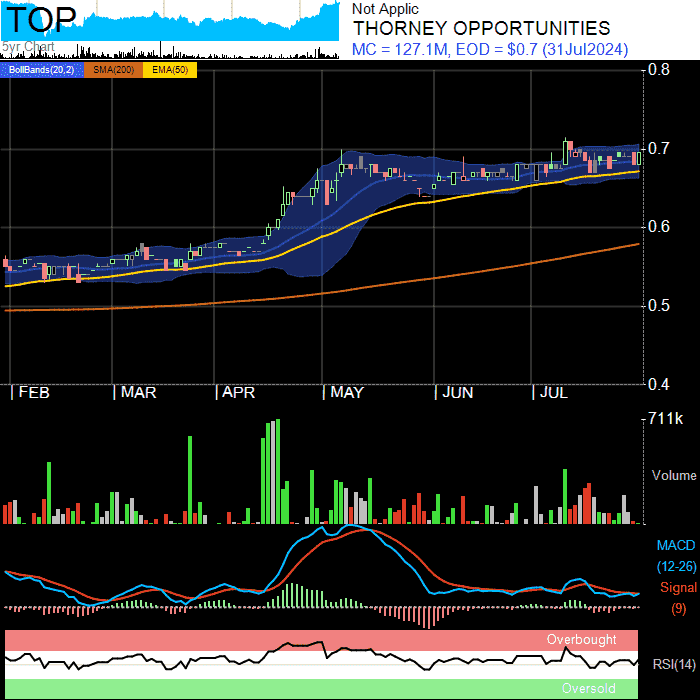 TOP
5yr Chart
Not Applic
THORNEY OPPORTUNITIES
MC = 127.1M, EOD = $0.7 (31Jul2024)
BollBands(20,2) SMA(200) EMA(50)
0.8
0.7
0.6
0.5
0.4
FEB MAR APR MAY JUN JUL
711k
Volume
MACD
(12-26)
Signal
(9)
Overbought
RSI(14)
Oversold